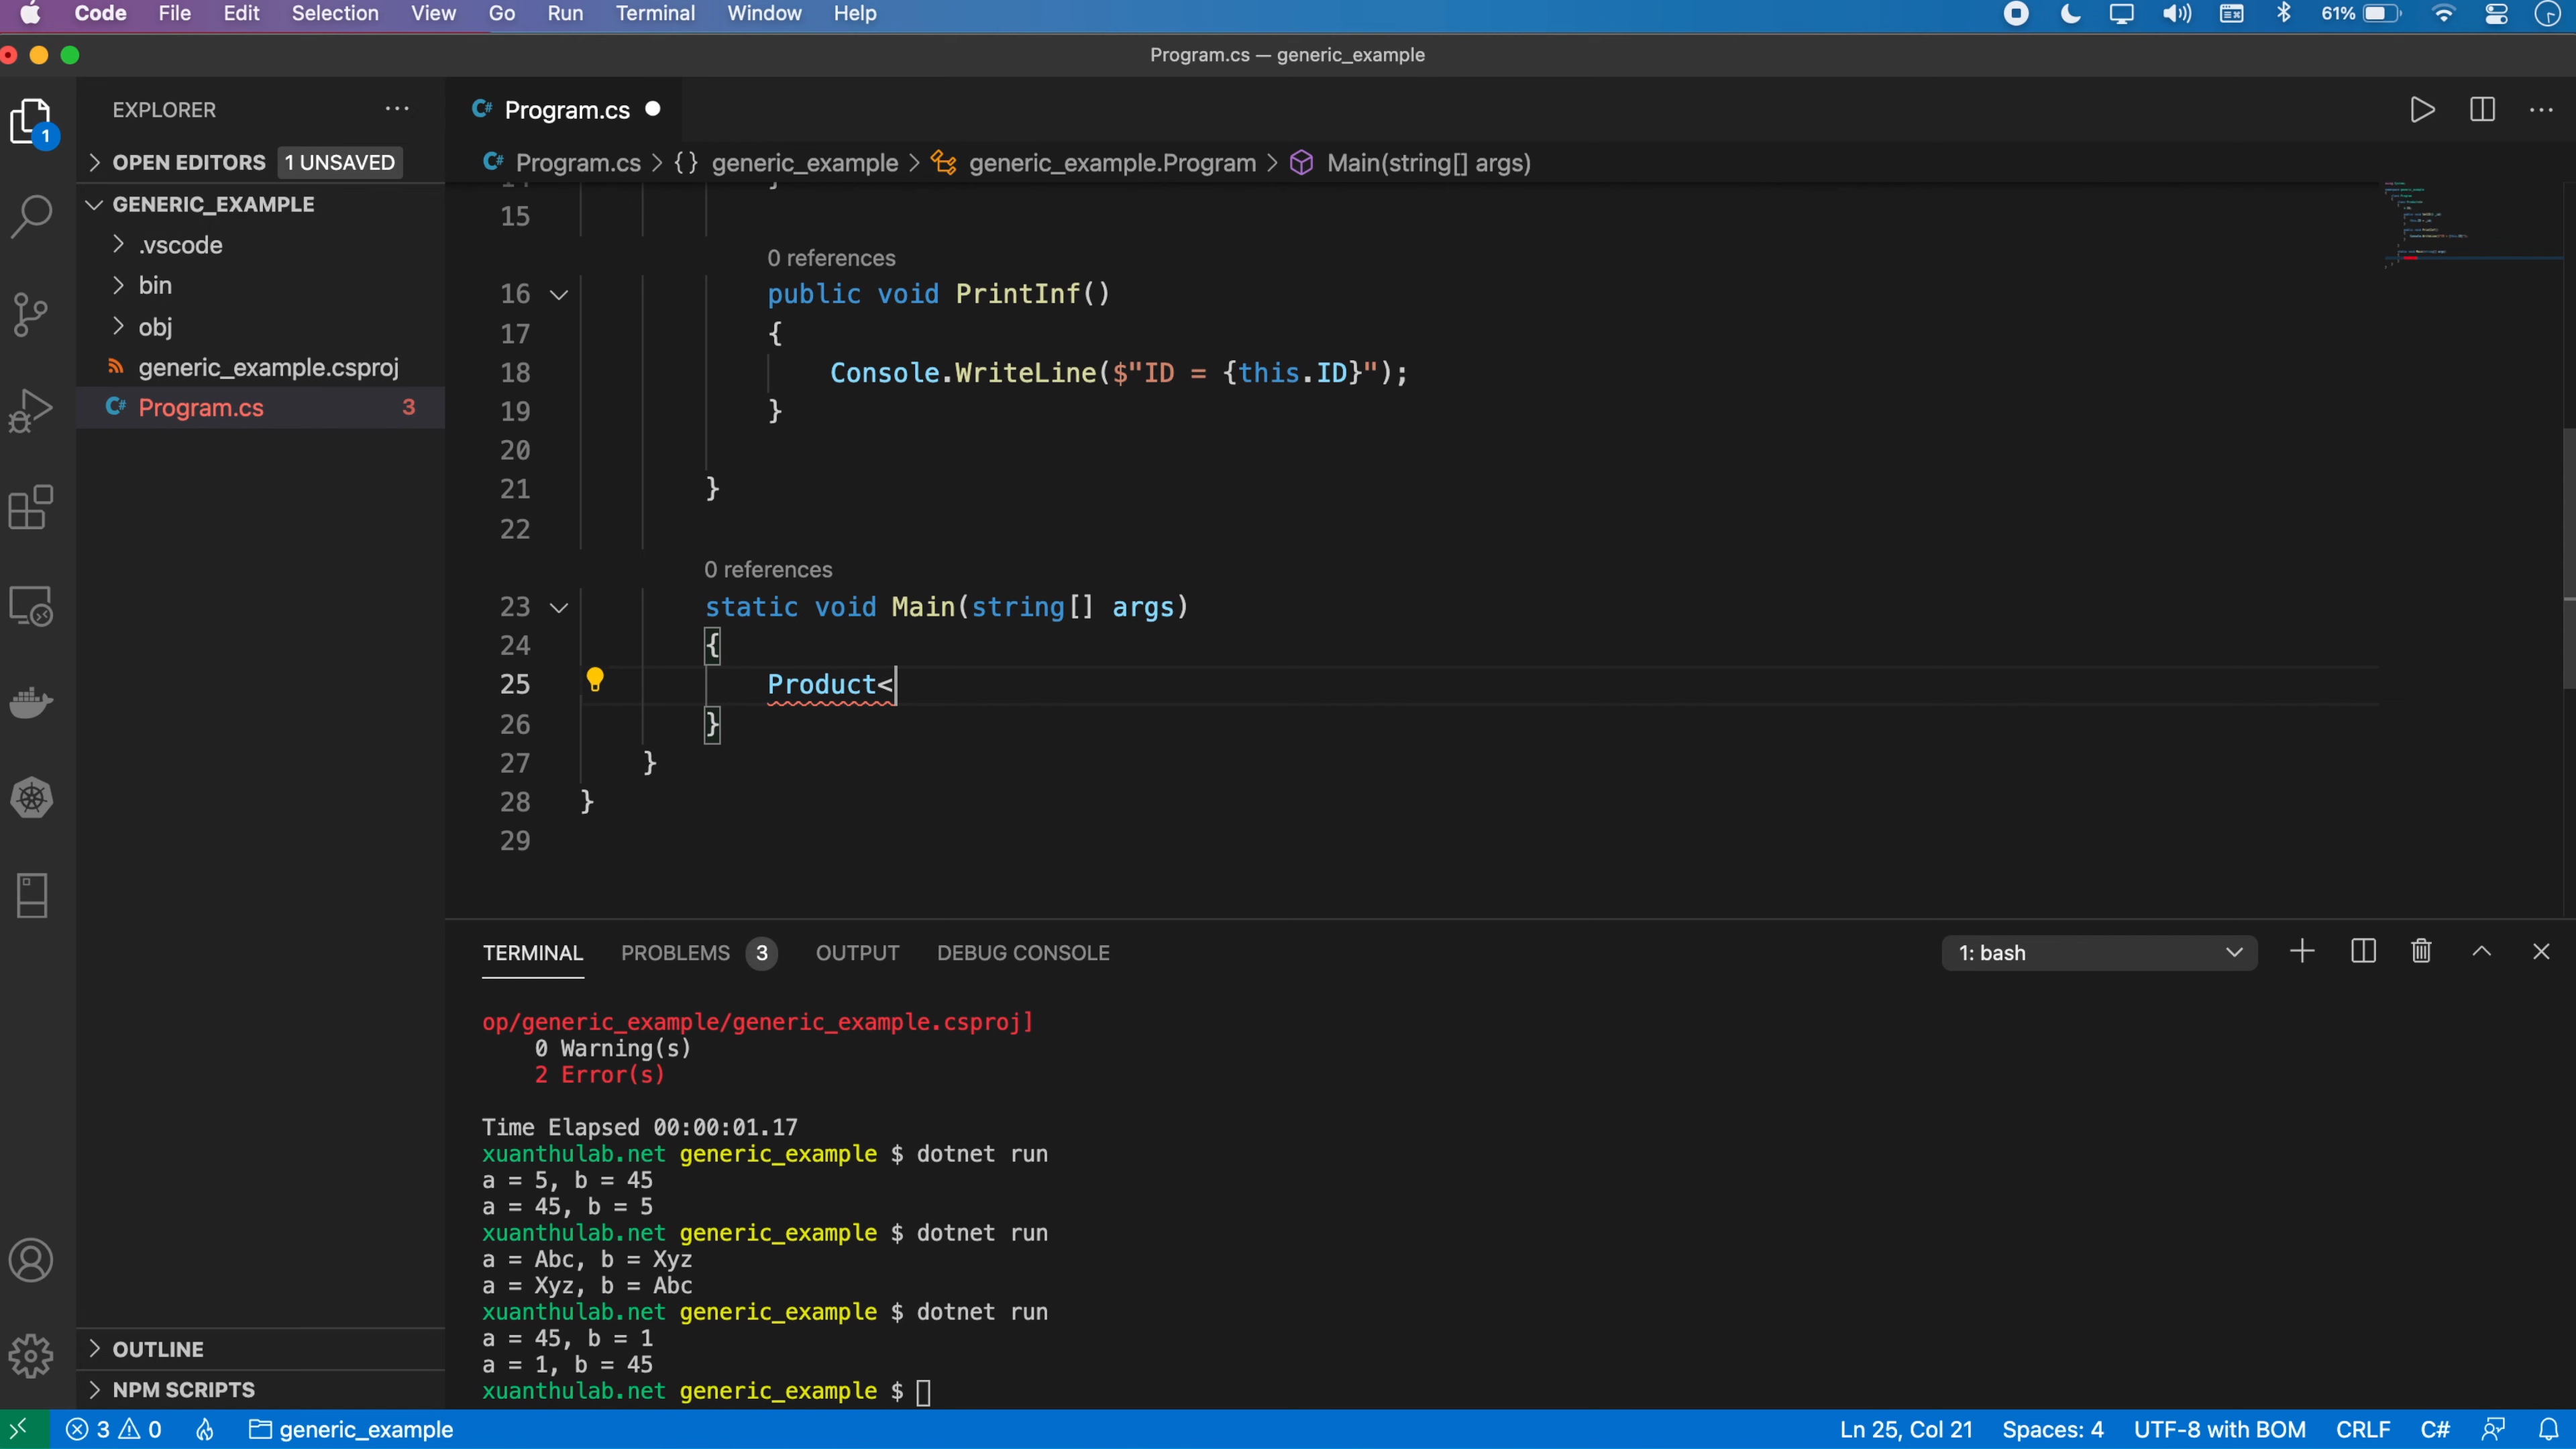 Code File Edit Selection View Go Run Terminal Window Help 61%
Program.cs — generic_example
EXPLORER
1
OPEN EDITORS 1 UNSAVED
GENERIC_EXAMPLE
.vscode
bin
obj
generic_example.csproj
Program.cs 3
OUTLINE
NPM SCRIPTS
Program.cs
Program.cs > {} generic_example > generic_example.Program > Main(string[] args)
15
0 references
16 public void PrintInf()
17 {
18 Console.WriteLine($"ID = {this.ID}");
19 }
20
21 }
22
0 references
23 static void Main(string[] args)
24 {
25 Product<
26 }
27 }
28 }
29
TERMINAL PROBLEMS 3 OUTPUT DEBUG CONSOLE 1: bash
op/generic_example/generic_example.csproj]
0 Warning(s)
2 Error(s)
Time Elapsed 00:00:01.17
xuanthulab.net generic_example $ dotnet run
a = 5, b = 45
a = 45, b = 5
xuanthulab.net generic_example $ dotnet run
a = Abc, b = Xyz
a = Xyz, b = Abc
xuanthulab.net generic_example $ dotnet run
a = 45, b = 1
a = 1, b = 45
xuanthulab.net generic_example $
3 0 generic_example Ln 25, Col 21 Spaces: 4 UTF-8 with BOM CRLF C#